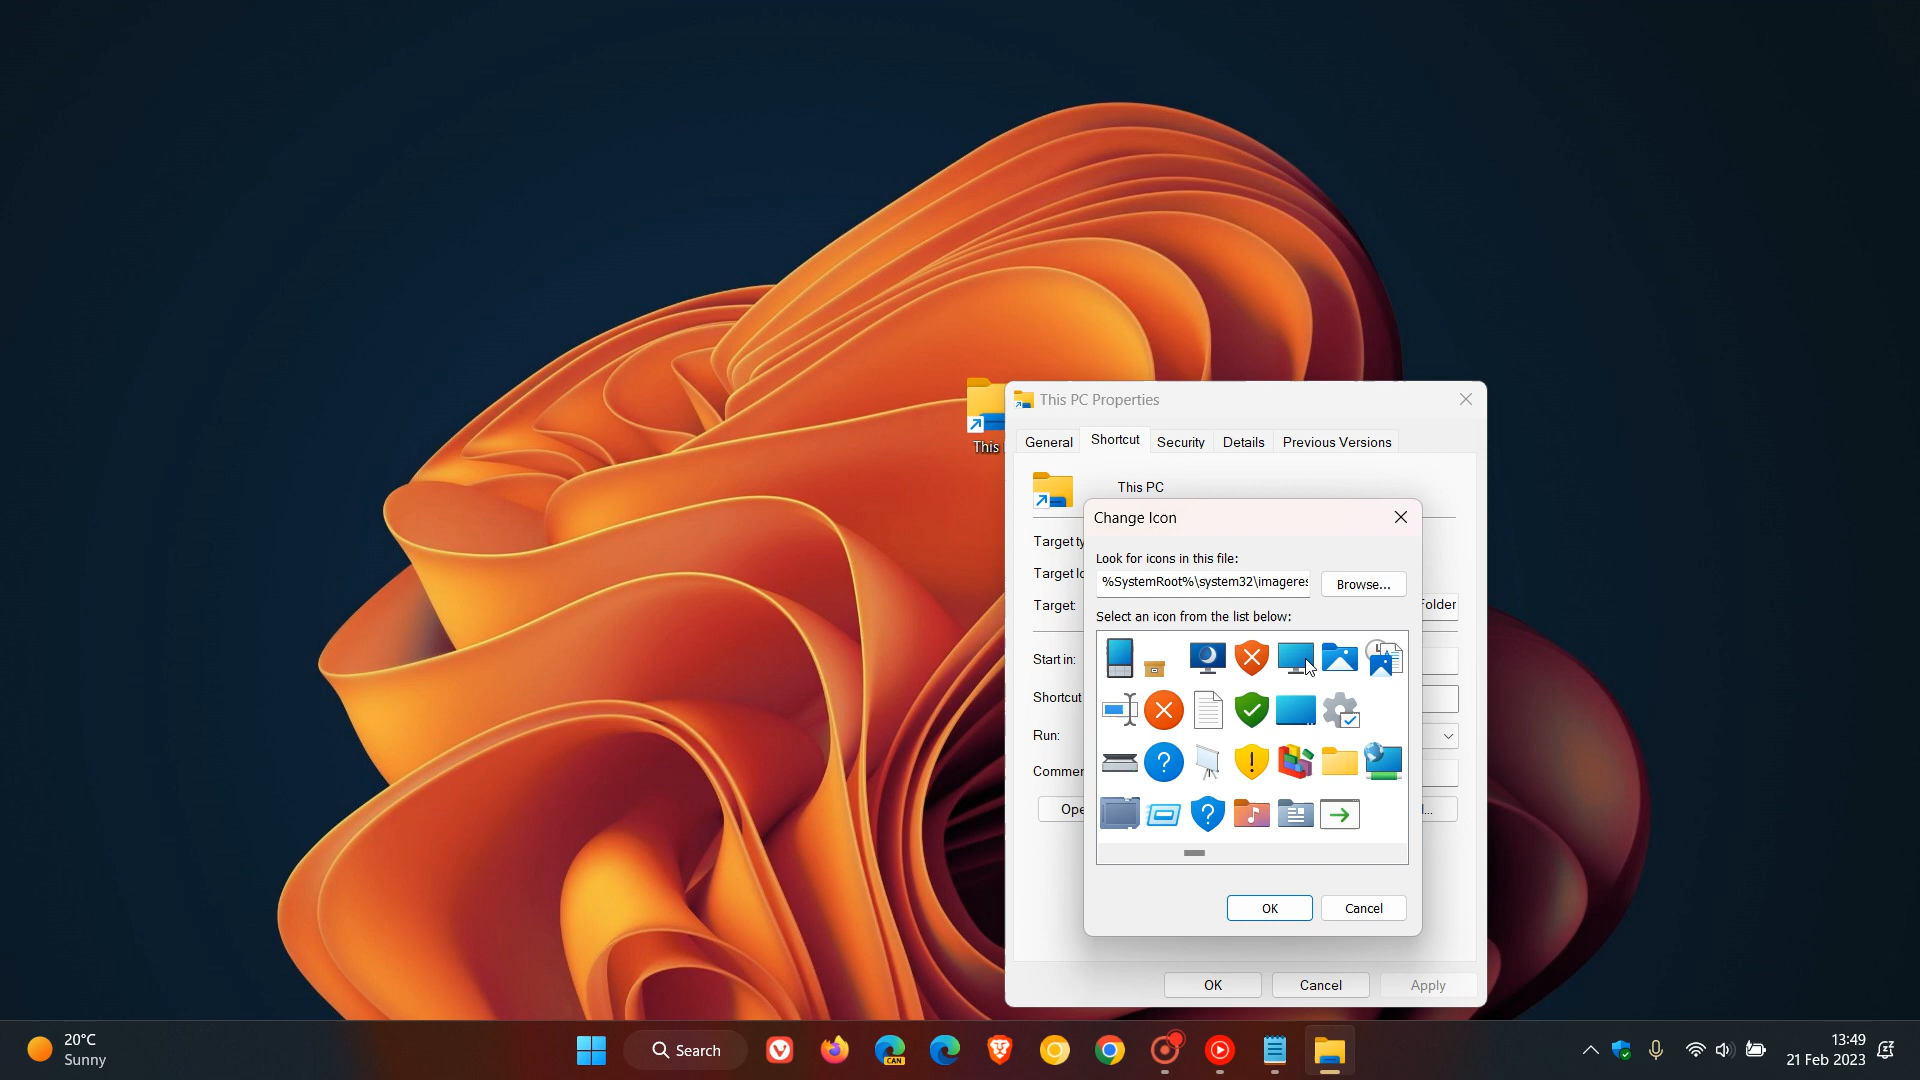 This
This PC Properties
General
Shortcut
Security
Details
Previous Versions
This PC
Change Icon
Target ty
Look for icons in this file:
Target lo
%SystemRoot%\system32\imageres
Browse...
Target:
Folder
Select an icon from the list below:
Start in:
Shortcut
Run:
Commen
Ope
...
OK
Cancel
OK
Cancel
Apply
20°C
Sunny
Search
CAN
13:49
21 Feb 2023